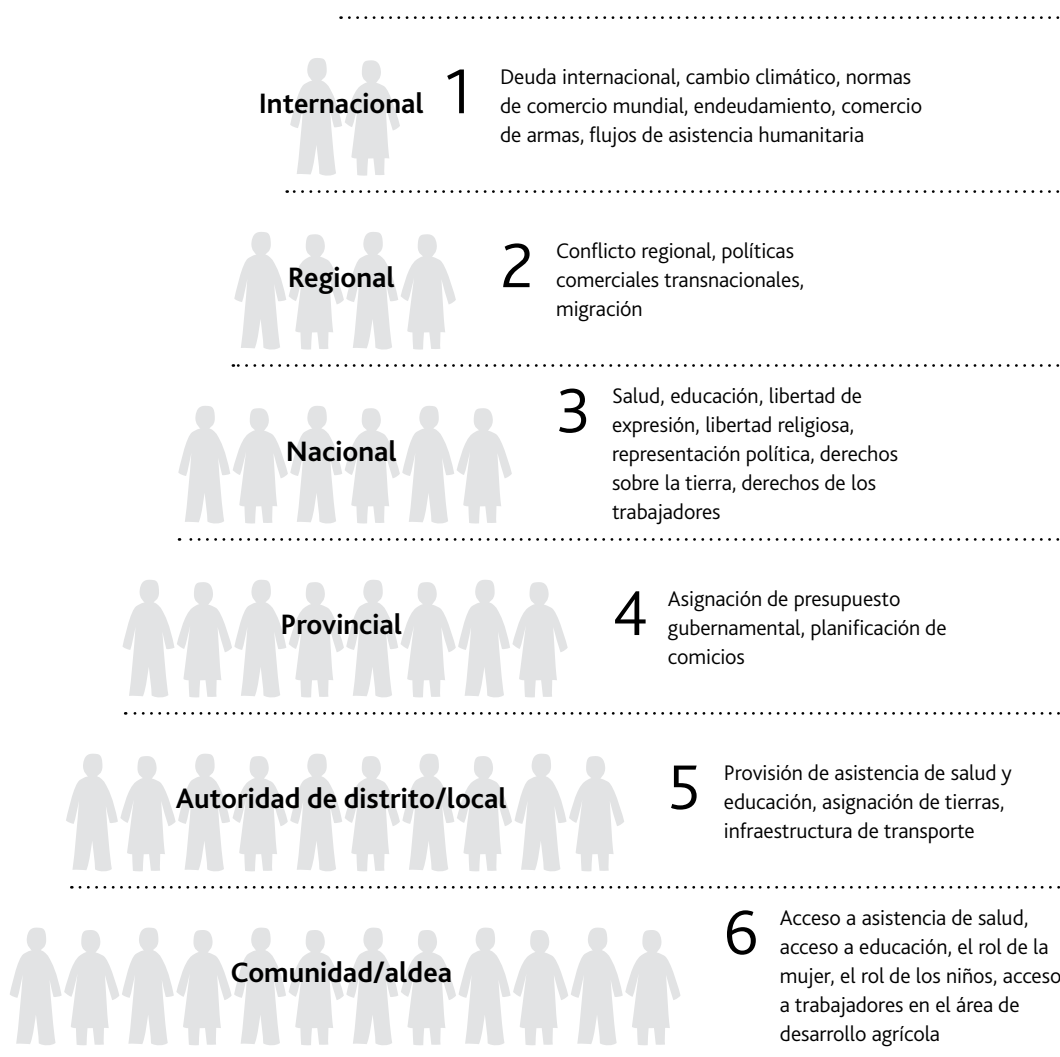 Internacional
1
Deuda internacional, cambio climático, normas
de comercio mundial, endeudamiento, comercio
de armas, flujos de asistencia humanitaria
Regional
2
Conflicto regional, políticas
comerciales transnacionales,
migración
Nacional
3
Salud, educación, libertad de
expresión, libertad religiosa,
representación política, derechos
sobre la tierra, derechos de los
trabajadores
Provincial
4
Asignación de presupuesto
gubernamental, planificación de
comicios
Autoridad de distrito/local
5
Provisión de asistencia de salud y
educación, asignación de tierras,
infraestructura de transporte
Comunidad/aldea
6
Acceso a asistencia de salud,
acceso a educación, el rol de la
mujer, el rol de los niños, acceso
a trabajadores en el área de
desarrollo agrícola